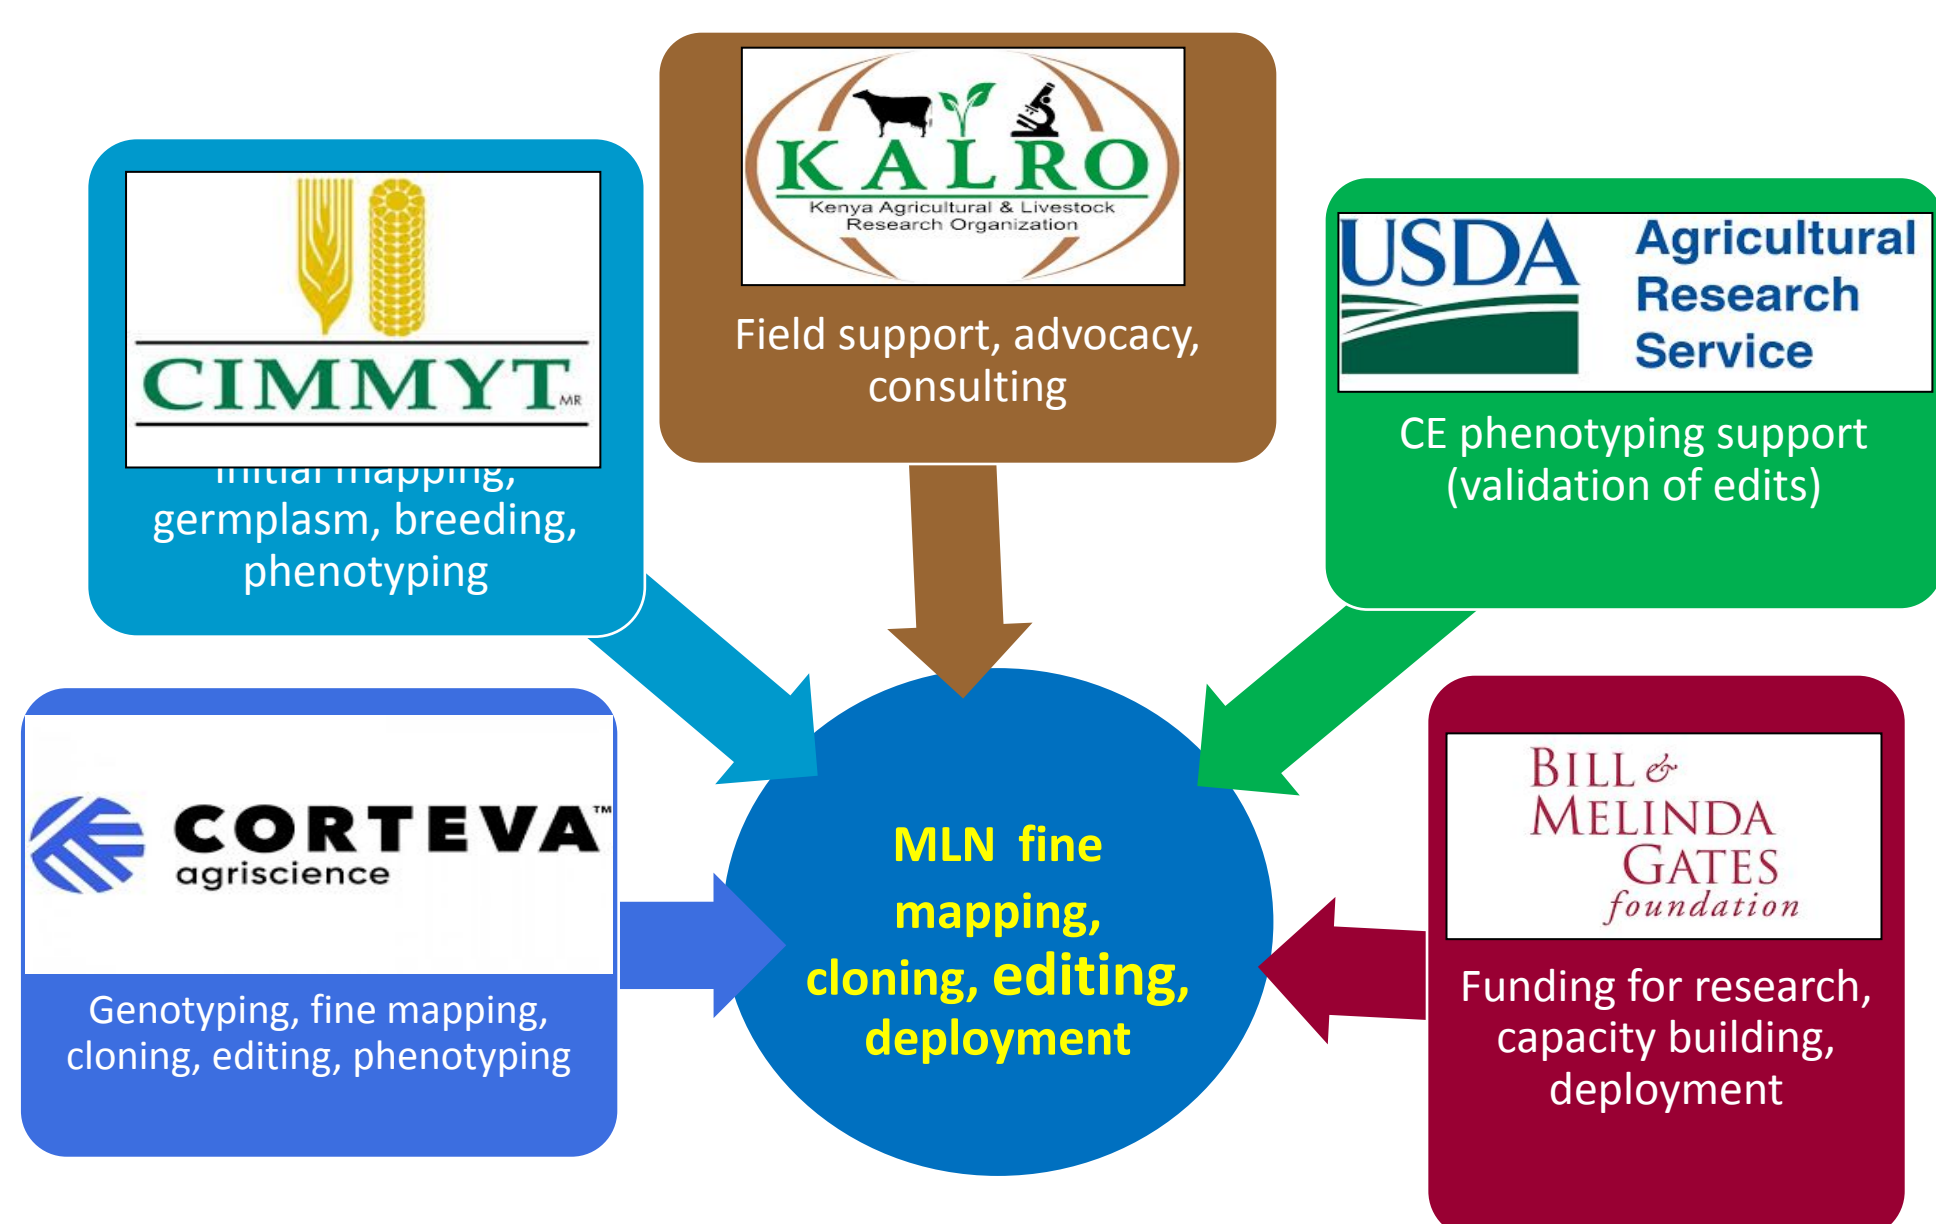 KALRO
Kenya Agricultural & Livestock
Research Organization
Field support, advocacy,
consulting
CIMMYT MR
Initial mapping,
germplasm, breeding,
phenotyping
USDA
Agricultural
Research
Service
CE phenotyping support
(validation of edits)
CORTEVA™
agriscience
Genotyping, fine mapping,
cloning, editing, phenotyping
MLN fine
mapping,
cloning, editing,
deployment
BILL &
MELINDA
GATES
foundation
Funding for research,
capacity building,
deployment